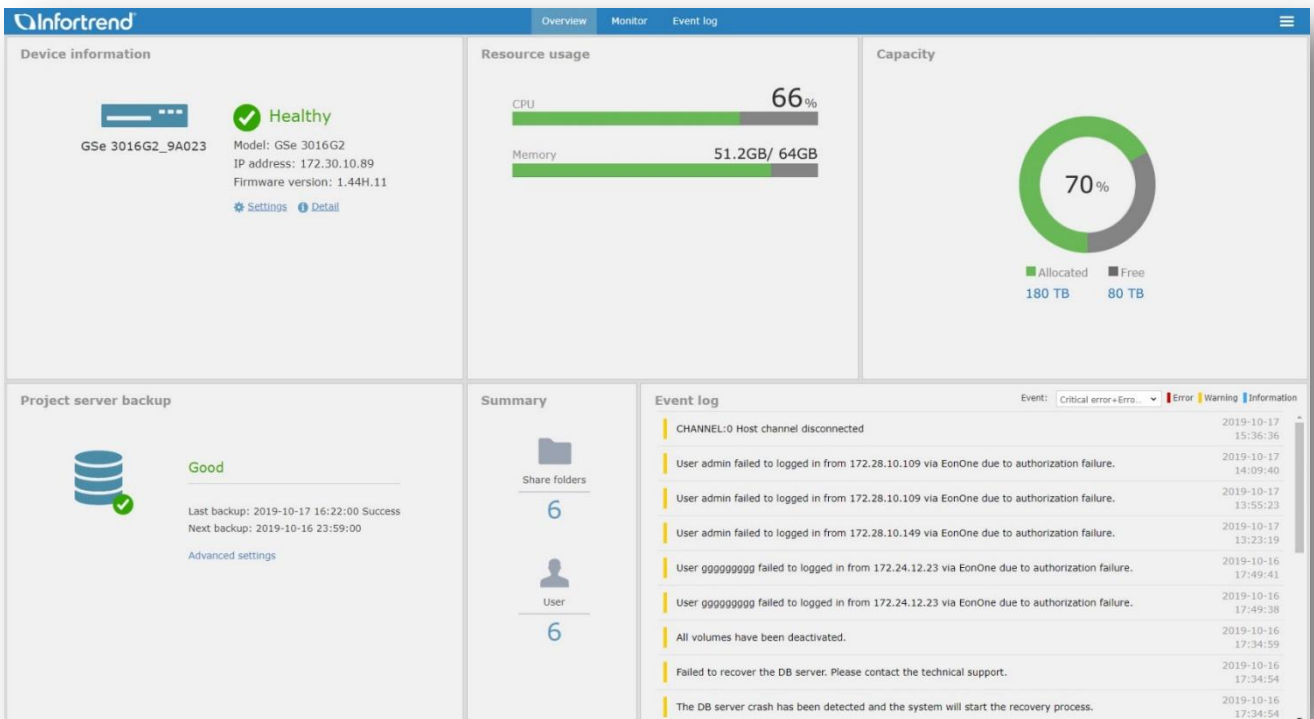 Infortrend
Overview Monitor Event log
Device information
GSe 3016G2_9A023
Healthy
Model: GSe 3016G2
IP address: 172.30.10.89
Firmware version: 1.44H.11
Settings Detail
Resource usage
CPU 66%
Memory 51.2GB/ 64GB
Capacity
70%
Allocated Free
180 TB 80 TB
Project server backup
Good
Last backup: 2019-10-17 16:22:00 Success
Next backup: 2019-10-16 23:59:00
Advanced settings
Summary
Share folders
6
User
6
Event log Event: Critical error+Erro... Error Warning Information
CHANNEL:0 Host channel disconnected 2019-10-17
15:36:36
User admin failed to logged in from 172.28.10.109 via EonOne due to authorization failure. 2019-10-17
14:09:40
User admin failed to logged in from 172.28.10.109 via EonOne due to authorization failure. 2019-10-17
13:55:23
User admin failed to logged in from 172.28.10.149 via EonOne due to authorization failure. 2019-10-17
13:23:19
User ggggggggg failed to logged in from 172.24.12.23 via EonOne due to authorization failure. 2019-10-16
17:49:41
User ggggggggg failed to logged in from 172.24.12.23 via EonOne due to authorization failure. 2019-10-16
17:49:38
All volumes have been deactivated. 2019-10-16
17:34:59
Failed to recover the DB server. Please contact the technical support. 2019-10-16
17:34:54
The DB server crash has been detected and the system will start the recovery process. 2019-10-16
17:34:54